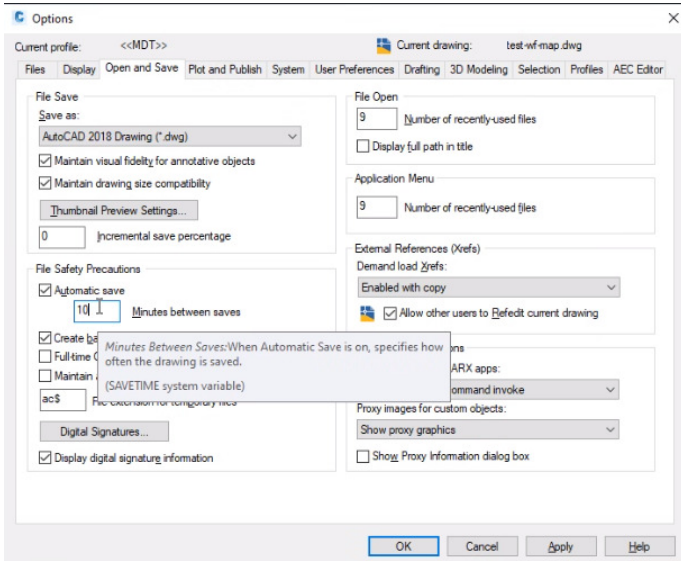 Options
Current profile: <<MDT>> Current drawing: test-wf-map.dwg
Files Display Open and Save Plot and Publish System User Preferences Drafting 3D Modeling Selection Profiles AEC Editor
File Save
Save as:
AutoCAD 2018 Drawing (*.dwg)
Maintain visual fidelity for annotative objects
Maintain drawing size compatibility
Thumbnail Preview Settings...
0 Incremental save percentage
File Safety Precautions
Automatic save
10 Minutes between saves
Create
Full-time
Maintain
Minutes Between Saves:When Automatic Save is on, specifies how
often the drawing is saved.
(SAVETIME system variable)
ac$
Digital Signatures...
Display digital signature information
File Open
9 Number of recently-used files
Display full path in title
Application Menu
9 Number of recently-used files
External References (Xrefs)
Demand load Xrefs:
Enabled with copy
Allow other users to Refedit current drawing
ARX apps:
ommand invoke
Proxy images for custom objects:
Show proxy graphics
Show Proxy Information dialog box
OK Cancel Apply Help